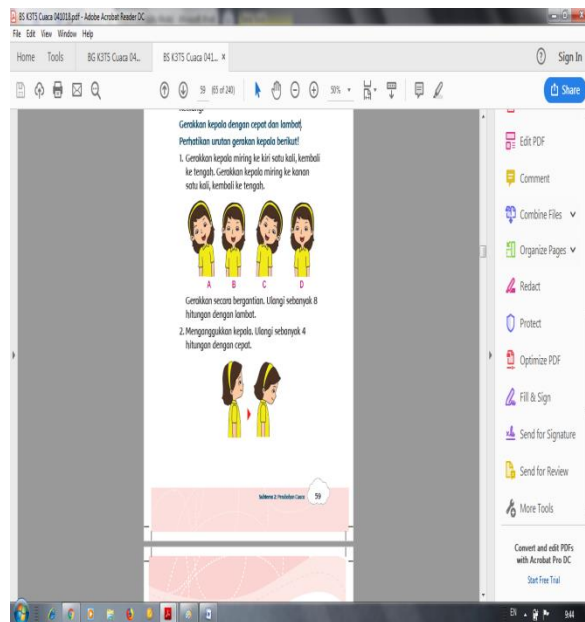 BS K3T5 Cuaca 041018.pdf - Adobe Acrobat Reader DC
File Edit View Window Help
Home Tools BG K3T5 Cuaca 04... BS K3T5 Cuaca 041... × Sign In
59 (65 of 240) 50% Share
Gerakkan kepala dengan cepat dan lambat,
Perhatikan urutan gerakan kepala berikut!
1. Gerakkan kepala miring ke kiri satu kali, kembali
ke tengah. Gerakkan kepala miring ke kanan
satu kali, kembali ke tengah.
A B C D
Gerakkan secara bergantian. Ulangi sebanyak 8
hitungan dengan lambat.
2. Menganggukkan kepala. Ulangi sebanyak 4
hitungan dengan cepat.
Subtema 2 Perubahan Cuaca 59
Edit PDF
Comment
Combine Files
Organize Pages
Redact
Protect
Optimize PDF
Fill & Sign
Send for Signature
Send for Review
More Tools
Convert and edit PDFs
with Acrobat Pro DC
Start Free Trial
EN 9:44